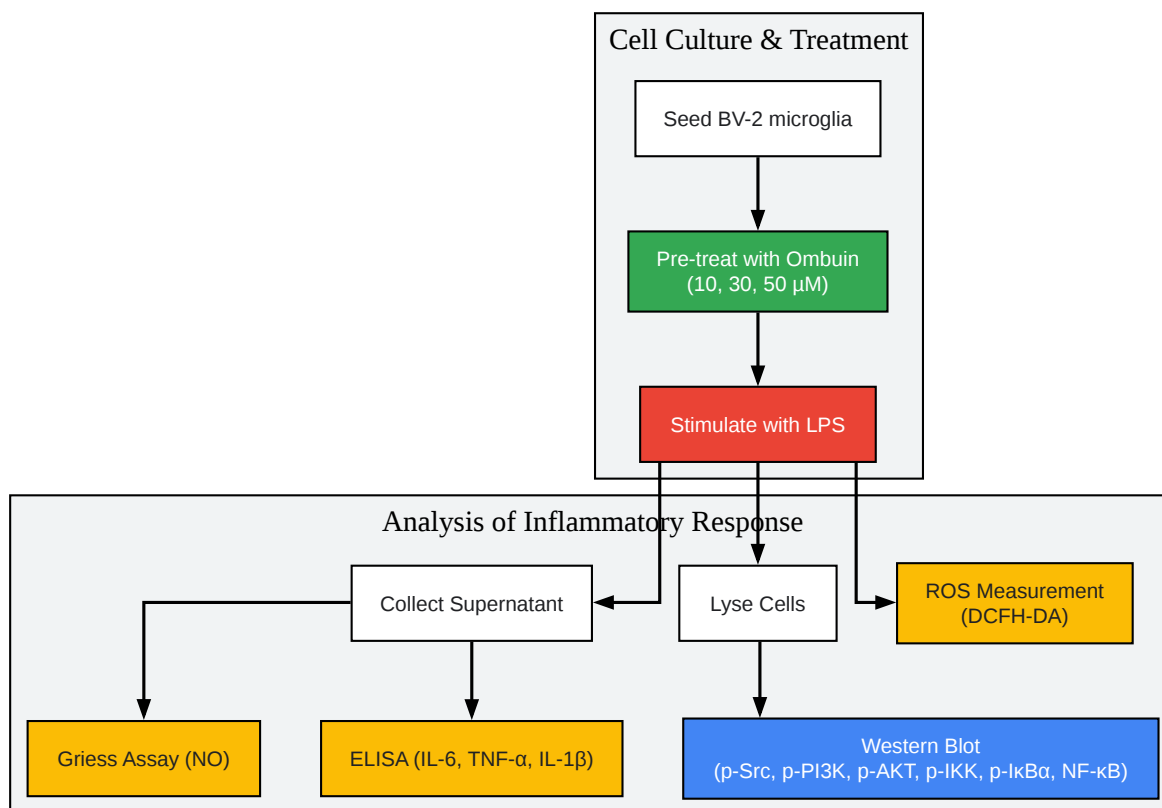 Cell Culture & Treatment
Seed BV-2 microglia
Pre-treat with Ombuin
(10, 30, 50 µM)
Stimulate with LPS
Analysis of Inflammatory Response
Collect Supernatant
Lyse Cells
ROS Measurement
(DCFH-DA)
Griess Assay (NO)
ELISA (IL-6, TNF-α, IL-1β)
Western Blot
(p-Src, p-PI3K, p-AKT, p-IKK, p-IκBα, NF-κB)